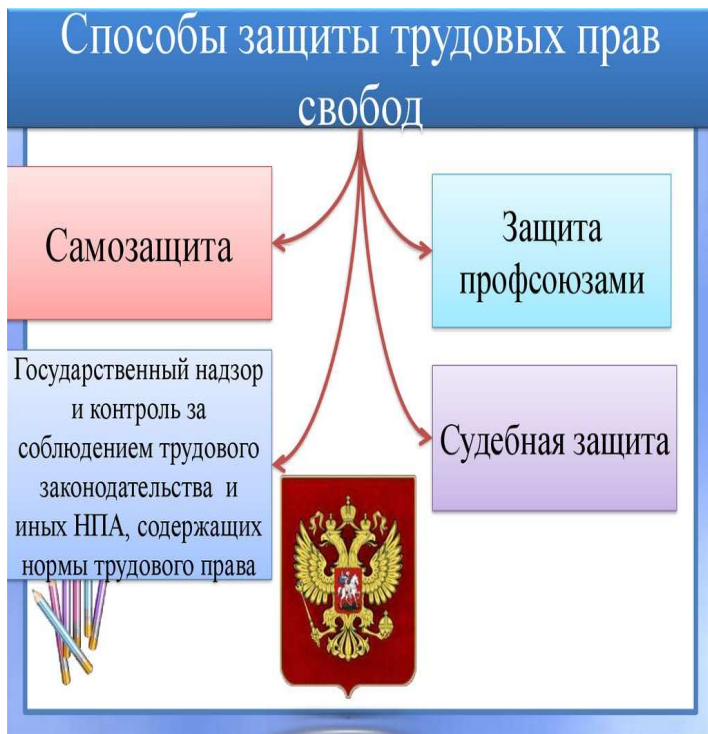 Способы защиты трудовых прав
свобод
Самозащита
Защита
профсоюзами
Государственный надзор
и контроль за
соблюдением трудового
законодательства и
иных НПА, содержащих
нормы трудового права
Судебная защита